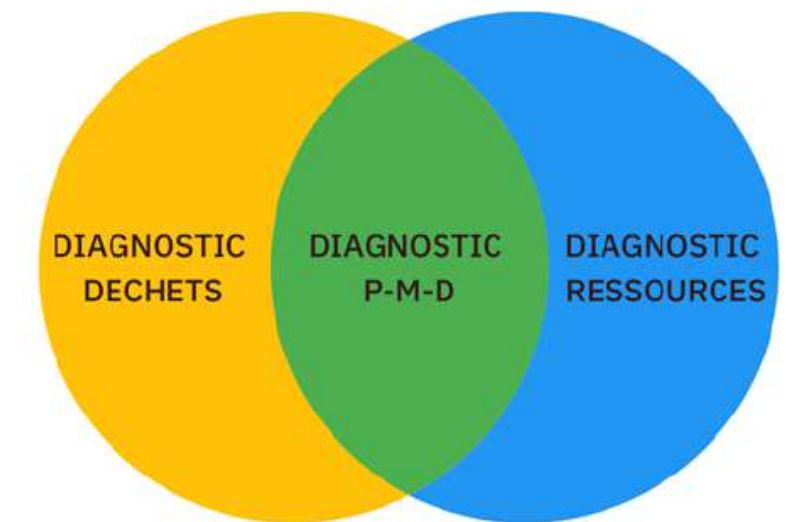 DIAGNOSTIC
DECHETS
DIAGNOSTIC
P-M-D
DIAGNOSTIC
RESSOURCES